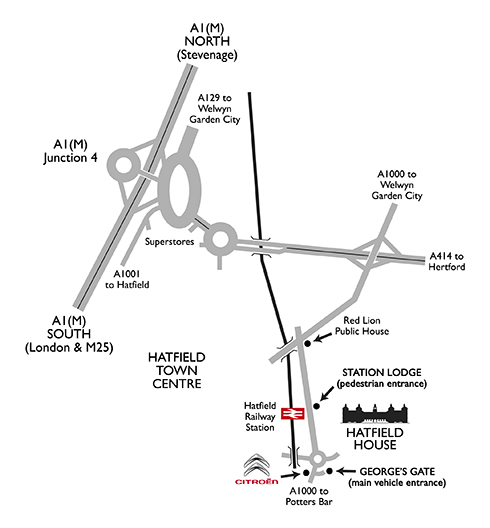 A1(M)
NORTH
(Stevenage)
A129 to
Welwyn
Garden City
A1(M)
Junction 4
A1000 to
Welwyn
Garden City
Superstores
A414 to
Hertford
A1001
to Hatfield
A1(M)
SOUTH
(London & M25)
Red Lion
Public House
HATFIELD
TOWN
CENTRE
STATION LODGE
(pedestrian entrance)
Hatfield
Railway
Station
HATFIELD
HOUSE
CITROËN
GEORGE'S GATE
(main vehicle entrance)
A1000 to
Potters Bar